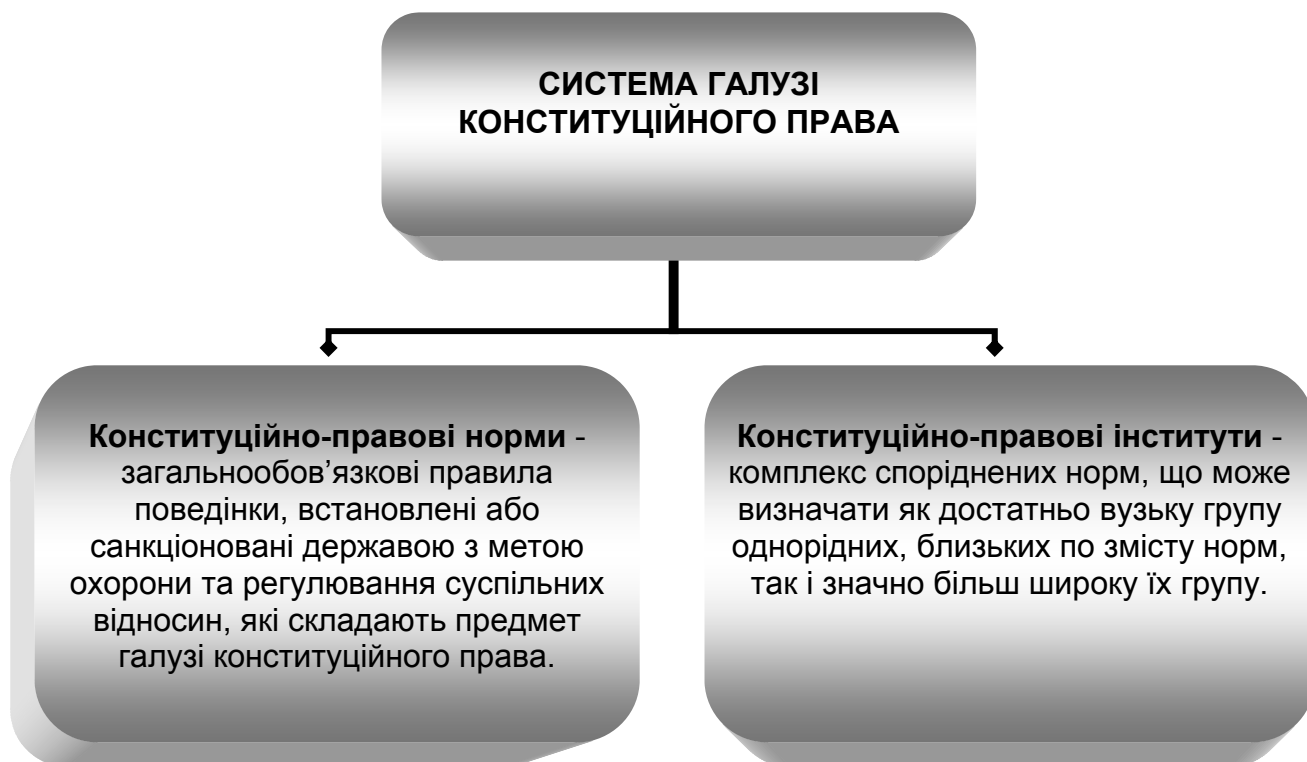 СИСТЕМА ГАЛУЗІ
КОНСТИТУЦІЙНОГО ПРАВА
Конституційно-правові норми -
загальнообов’язкові правила
поведінки, встановлені або
санкціоновані державою з метою
охорони та регулювання суспільних
відносин, які складають предмет
галузі конституційного права.
Конституційно-правові інститути -
комплекс споріднених норм, що може
визначати як достатньо вузьку групу
однорідних, близьких по змісту норм,
так і значно більш широку їх групу.